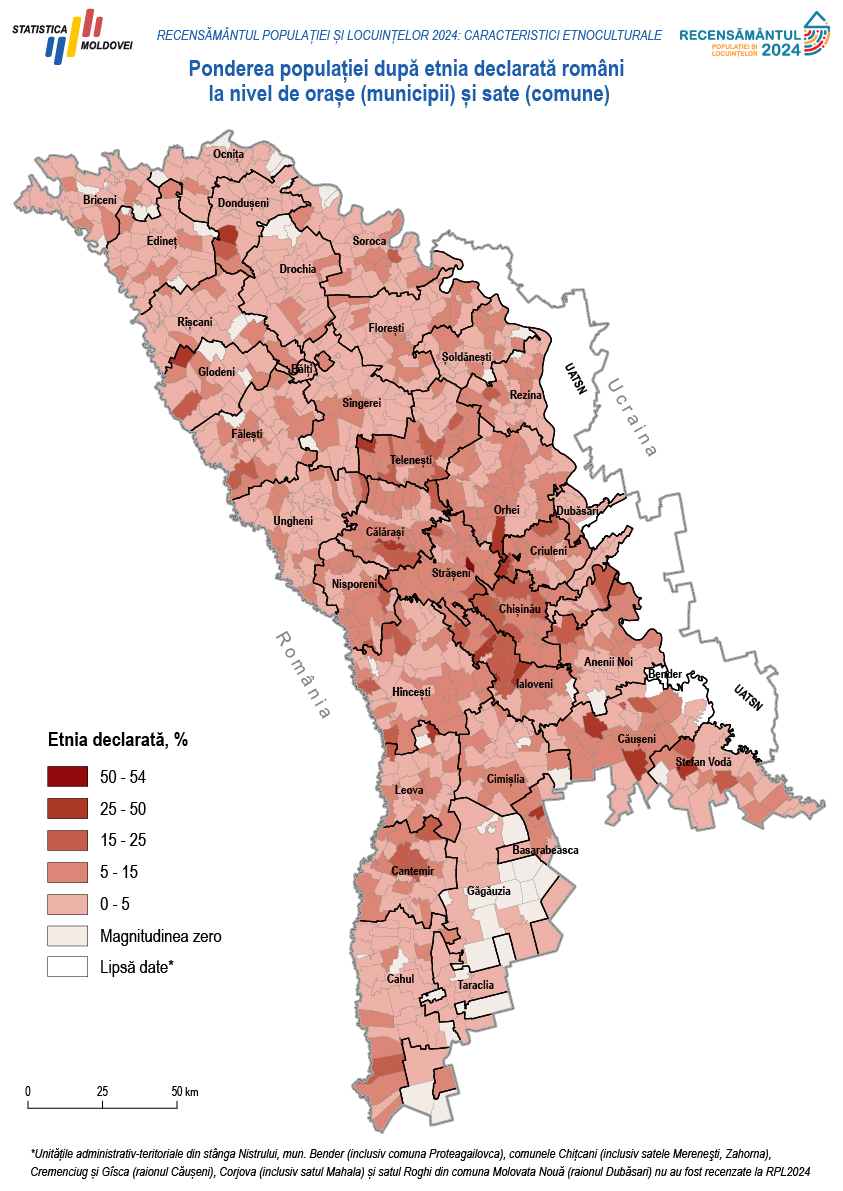 STATISTICA
MOLDOVEI
RECENSĂMÂNTUL POPULAȚIEI ȘI LOCUINȚELOR 2024: CARACTERISTICI ETNOCULTURALE
RECENSĂMÂNTUL
POPULAȚIEI ȘI
LOCUINȚELOR
2024
Ponderea populației după etnia declarată români
la nivel de orașe (municipii) și sate (comune)
Ocnița
Briceni
Dondușeni
Edineț
Soroca
Drochia
Rîșcani
Florești
Șoldănești
Glodeni
Bălți
UATSN
Ucraina
Rezina
Sîngerei
Fălești
Telenești
Orhei
Dubăsari
Ungheni
Călărași
Criuleni
Strășeni
Nisporeni
Chișinău
România
Anenii Noi
Bender
Ialoveni
Hîncești
UATSN
Căușeni
Ștefan Vodă
Cimișlia
Leova
Basarabeasca
Cantemir
Găgăuzia
Cahul
Taraclia
Etnia declarată, %
50 - 54
25 - 50
15 - 25
5 - 15
0 - 5
Magnitudinea zero
Lipsă date*
0 25 50 km
*Unitățile administrativ-teritoriale din stânga Nistrului, mun. Bender (inclusiv comuna Proteagailovca), comunele Chițcani (inclusiv satele Merenești, Zahorna),
Cremenciug și Gîsca (raionul Căușeni), Corjova (inclusiv satul Mahala) și satul Roghi din comuna Molovata Nouă (raionul Dubăsari) nu au fost recenzate la RPL2024